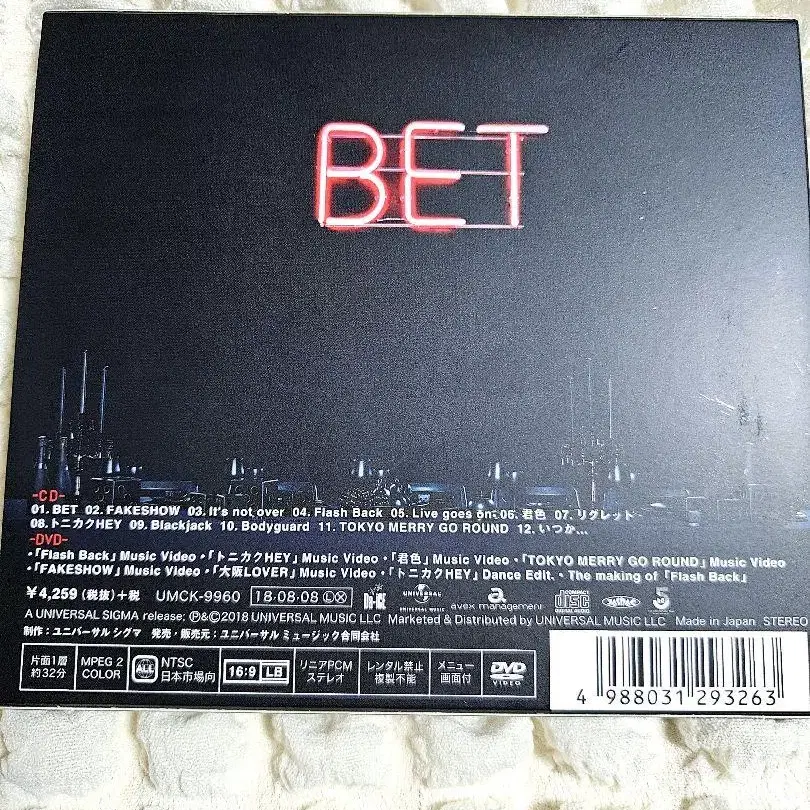 BET
-CD-
01. BET 02. FAKESHOW 03. It's not over 04. Flash Back 05. Live goes on 06. 君色 07. リグレット
08. トニカクHEY 09. Blackjack 10. Bodyguard 11. TOKYO MERRY GO ROUND 12. いつか...
-DVD-
・「Flash Back」Music Video・「トニカクHEY」Music Video・「君色」Music Video・「TOKYO MERRY GO ROUND」Music Video
・「FAKESHOW」Music Video・「大阪LOVER」Music Video・「トニカクHEY」Dance Edit.・The making of「Flash Back」
¥4,259(税抜)+税 UMCK-9960 18・08・08 Ⓛ Ⓧ UNIVERSAL UNIVERSAL MUSIC avex management COMPACT disc DIGITAL AUDIO
A UNIVERSAL SIGMA release; Ⓟ&©2018 UNIVERSAL MUSIC LLC Marketed & Distributed by UNIVERSAL MUSIC LLC Made in Japan STEREO
制作:ユニバーサル シグマ 発売・販売元:ユニバーサル ミュージック合同会社
片面1層 約32分 MPEG 2 COLOR ALL NTSC 日本市場向 16:9 LB リニアPCM ステレオ レンタル禁止 複製不能 メニュー 画面付 DVD VIDEO
4 988031 293263